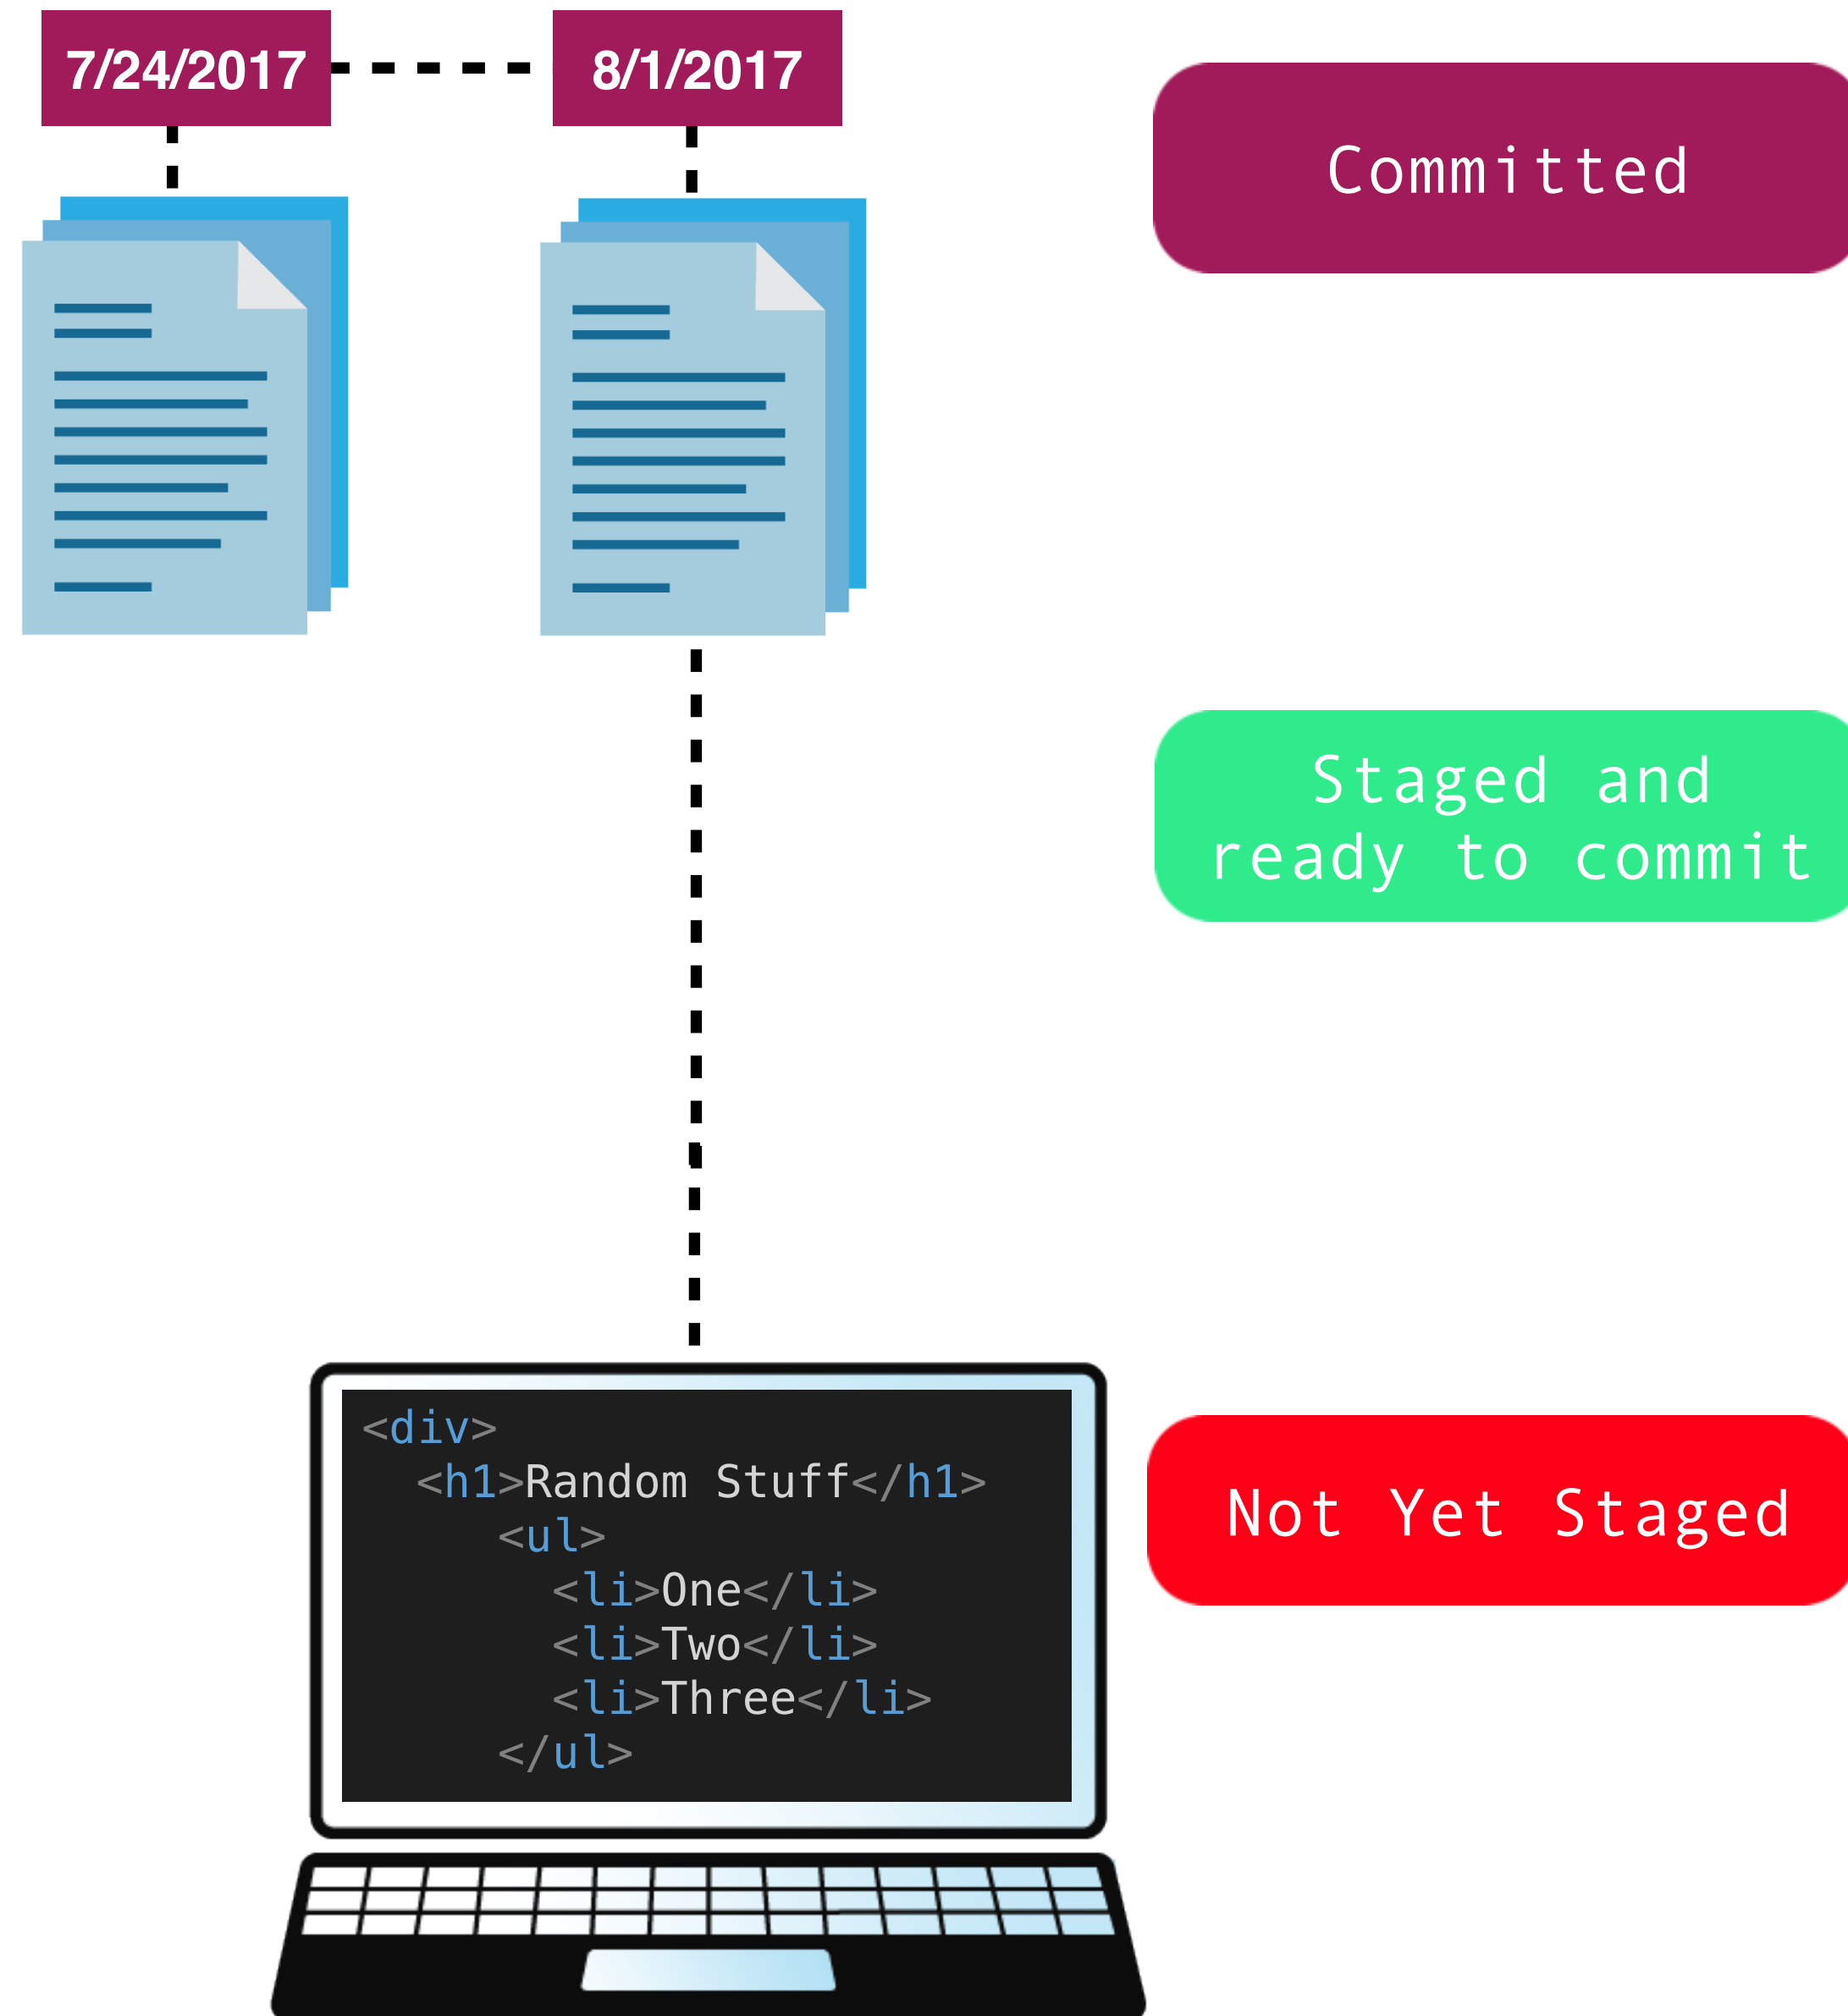 7/24/2017
8/1/2017
Committed
Staged and
ready to commit
Not Yet Staged
<div>
<h1>Random Stuff</h1>
<ul>
<li>One</li>
<li>Two</li>
<li>Three</li>
</ul>